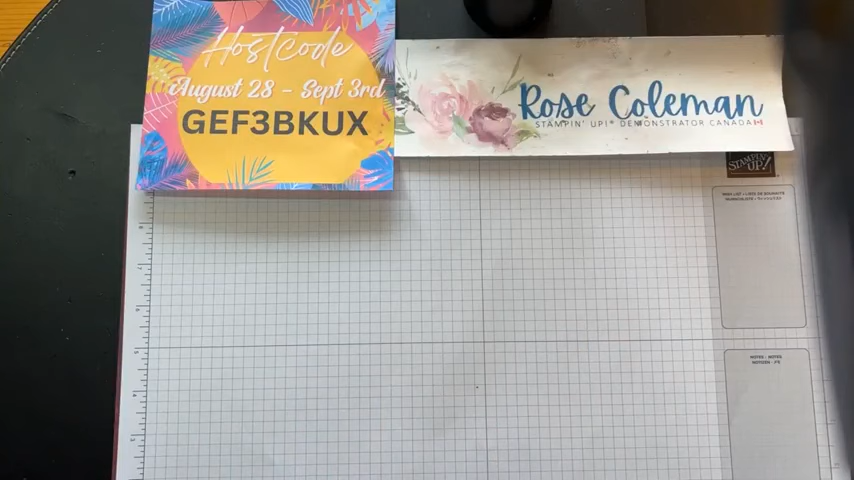 Hostcode
August 28 - Sept 3rd
GEF3BKUX
Rose Coleman
STAMPIN' UP!® DEMONSTRATOR CANADA
STAMPIN' UP!